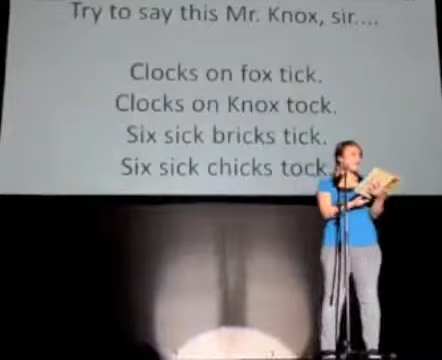 Try to say this Mr. Knox, sir....
Clocks on fox tick.
Clocks on Knox tock.
Six sick bricks tick.
Six sick chicks tock.